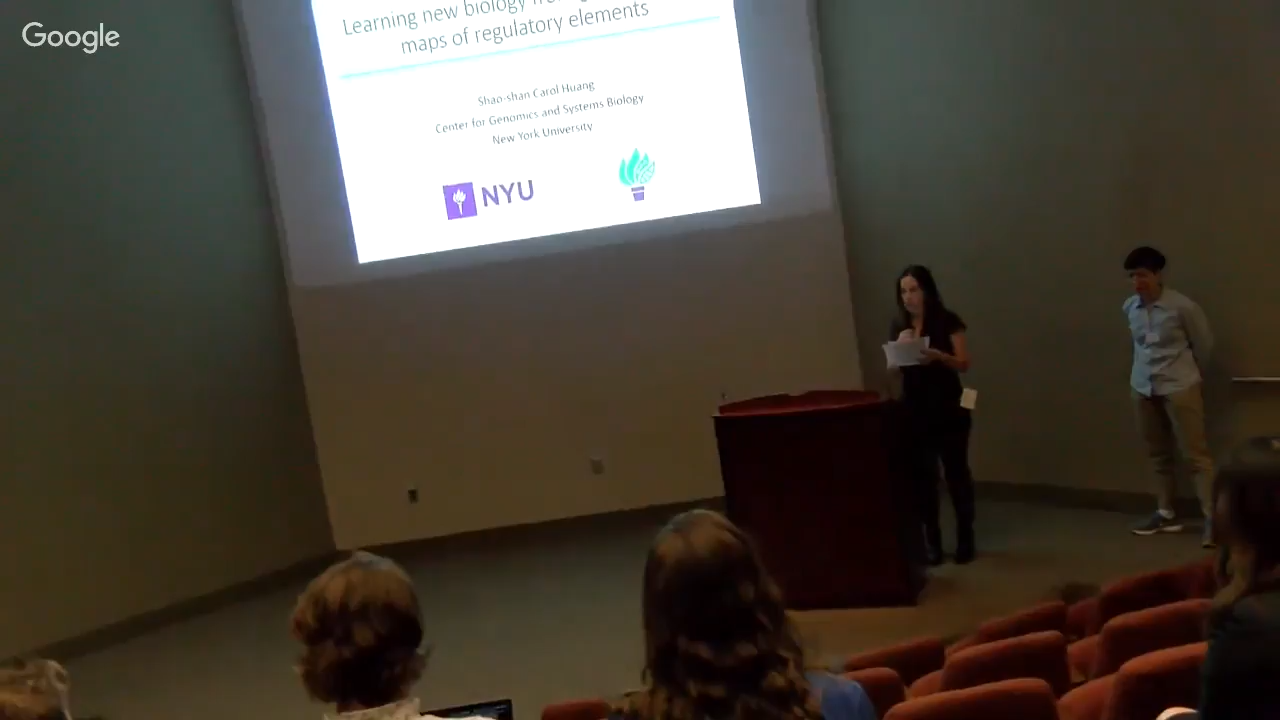 Google
Learning new biology
maps of regulatory elements
Shao-shan Carol Huang
Center for Genomics and Systems Biology
New York University
NYU